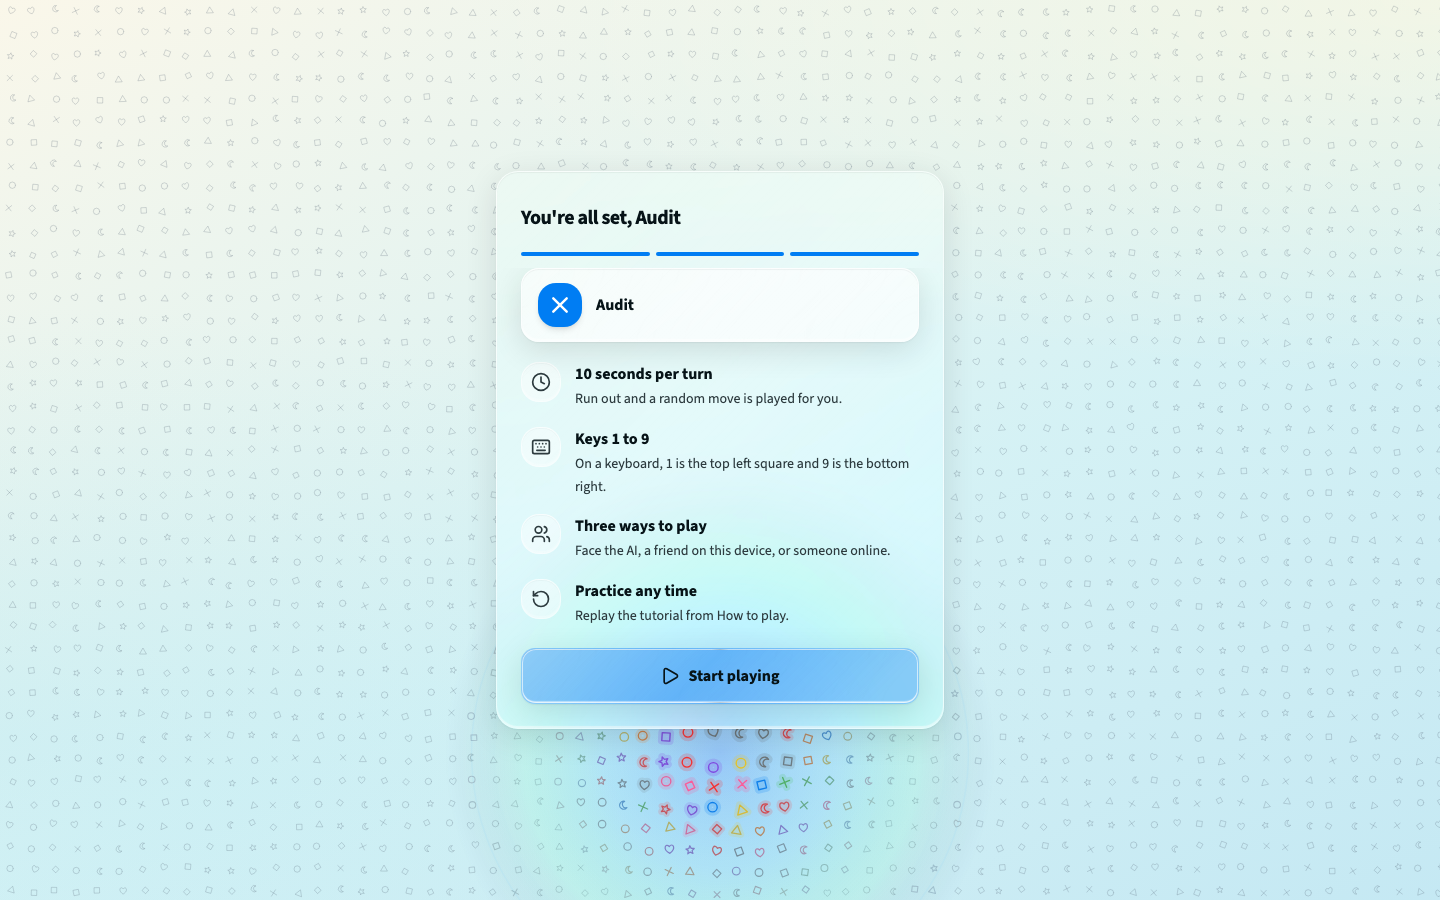 You're all set, Audit
Audit
10 seconds per turn
Run out and a random move is played for you.
Keys 1 to 9
On a keyboard, 1 is the top left square and 9 is the bottom
right.
Three ways to play
Face the AI, a friend on this device, or someone online.
Practice any time
Replay the tutorial from How to play.
Start playing